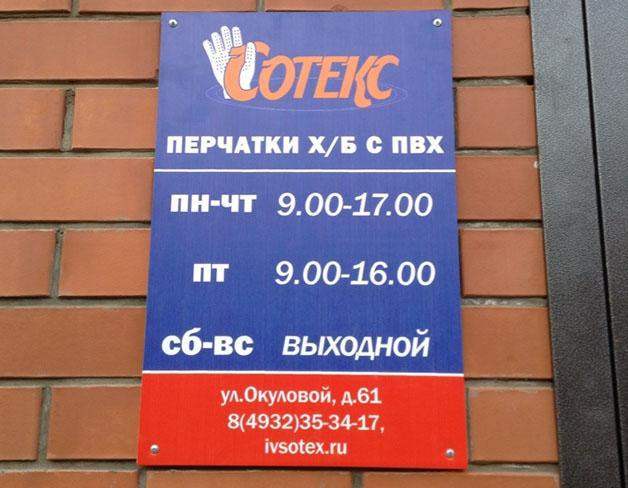 Сотекс
ПЕРЧАТКИ Х/Б С ПВХ
ПН-ЧТ 9.00-17.00
ПТ 9.00-16.00
СБ-ВС ВЫХОДНОЙ
ул.Окуловой, д.61
8(4932)35-34-17,
ivsotex.ru